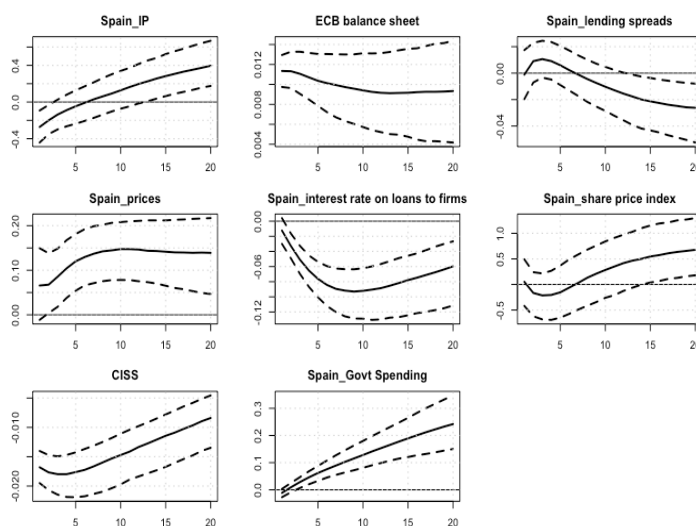 Spain_IP
0.4
0.0
-0.4
5 10 15 20
ECB balance sheet
0.012
0.008
0.004
5 10 15 20
Spain_lending spreads
0.00
-0.04
5 10 15 20
Spain_prices
0.20
0.10
0.00
5 10 15 20
Spain_interest rate on loans to firms
0.00
-0.06
-0.12
5 10 15 20
Spain_share price index
1.0
0.5
-0.5
5 10 15 20
CISS
-0.010
-0.020
5 10 15 20
Spain_Govt Spending
0.3
0.2
0.1
0.0
5 10 15 20